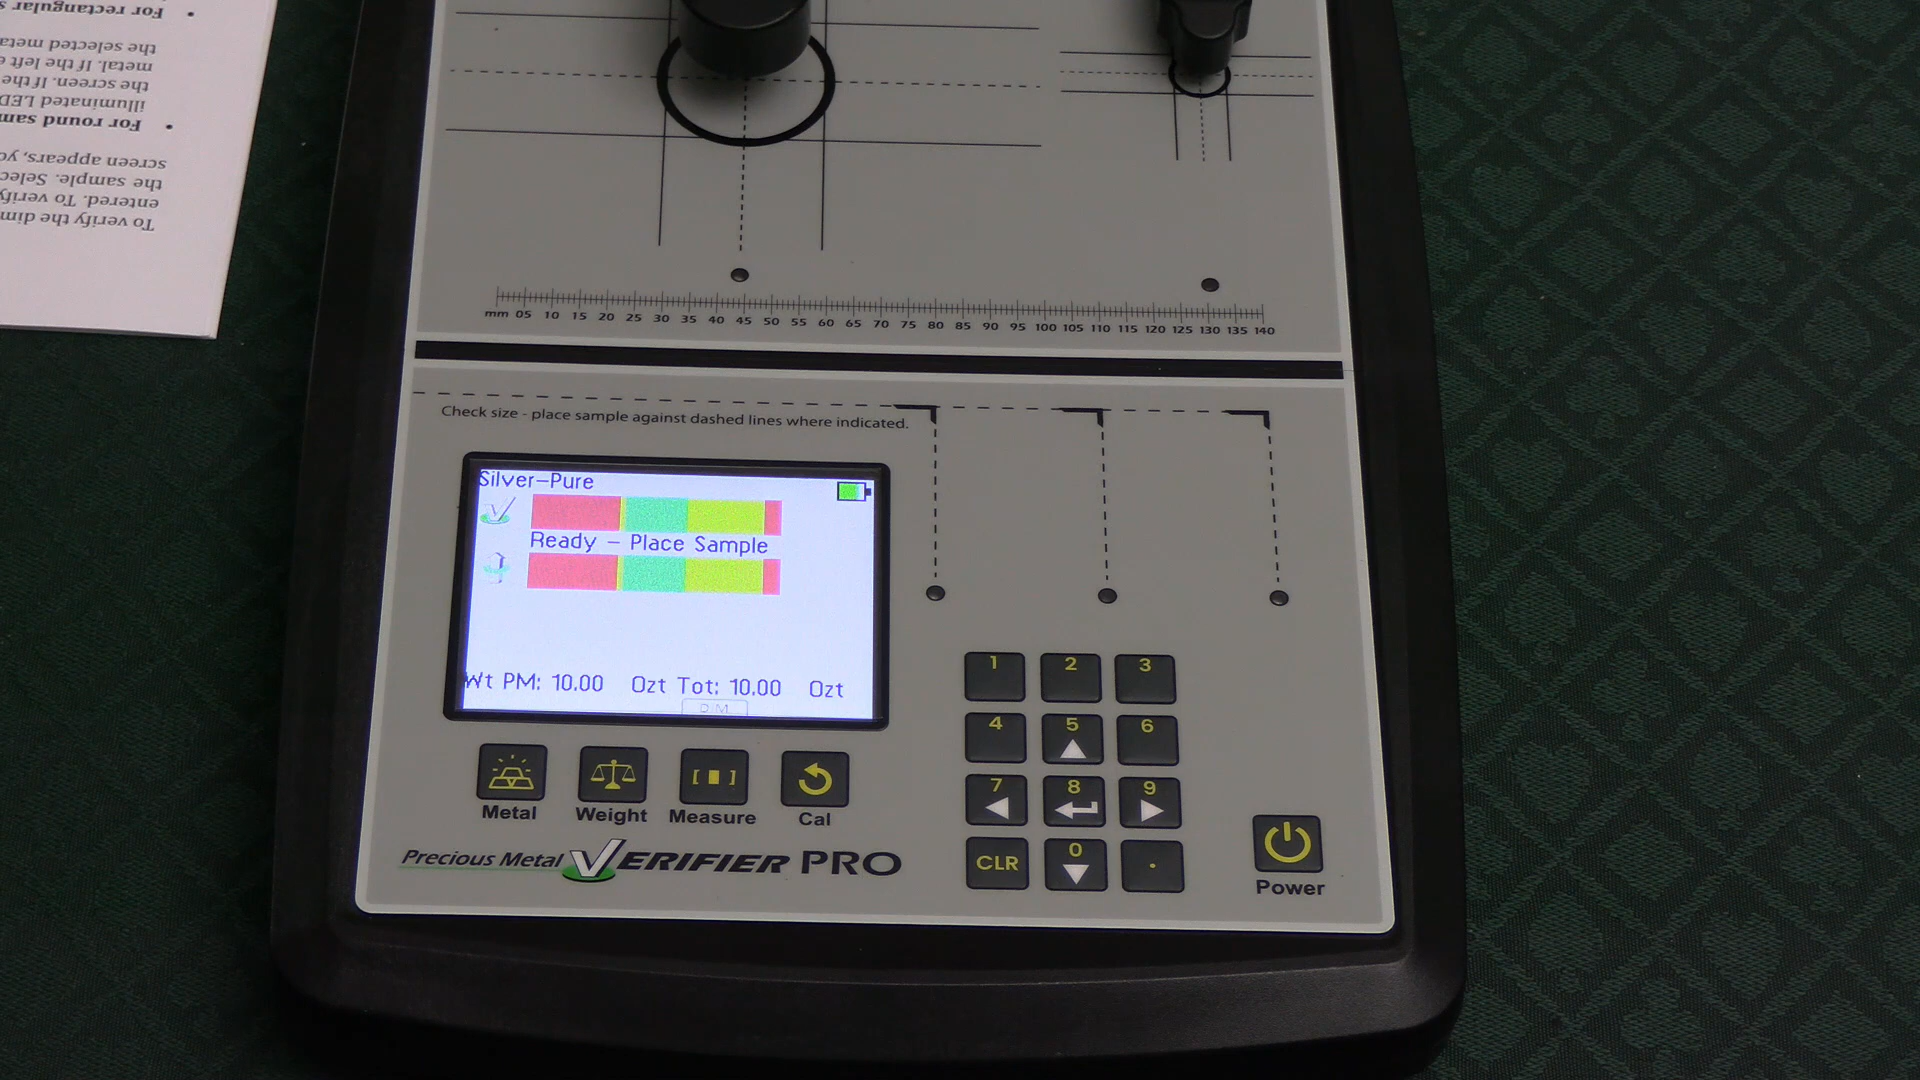 • For rectangular s
the selected meta
metal. If the left e
the screen. If the
illuminated LED
• For round sam
screen appears, yo
the sample. Selec
entered. To verify
To verify the dim
mm 05 10 15 20 25 30 35 40 45 50 55 60 65 70 75 80 85 90 95 100 105 110 115 120 125 130 135 140
Check size - place sample against dashed lines where indicated.
Silver-Pure
Ready - Place Sample
Wt PM: 10.00 Ozt Tot: 10.00 Ozt
DIM
1 2 3
4 5 6
7 8 9
CLR 0 .
Metal Weight Measure Cal
Precious Metal VERIFIER PRO
Power